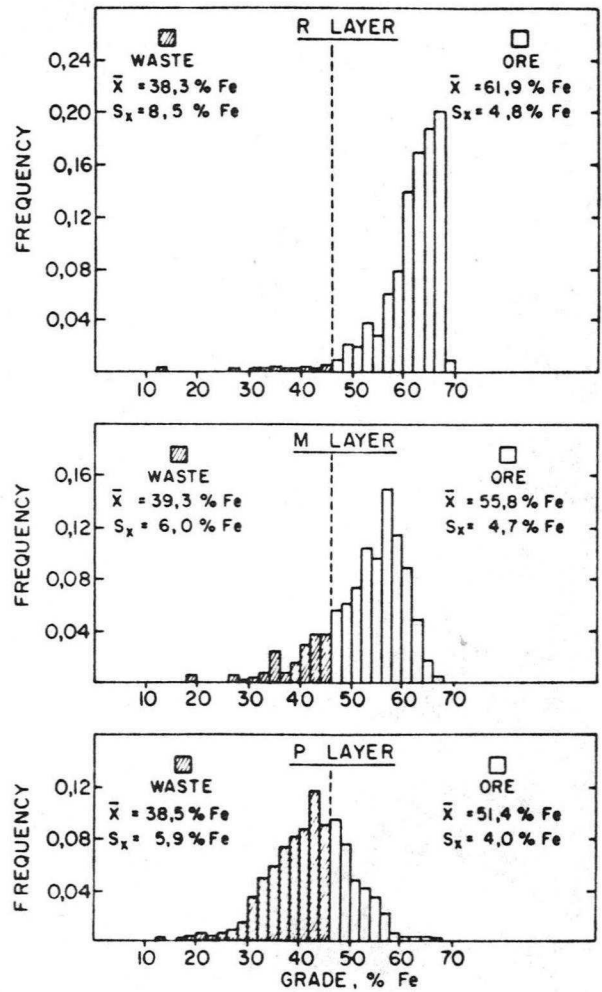 R LAYER
WASTE
X̄ = 38,3 % Fe
Sx = 8,5 % Fe
ORE
X̄ = 61,9 % Fe
Sx = 4,8 % Fe
FREQUENCY
0,24
0,20
0,16
0,12
0,08
0,04
10 20 30 40 50 60 70
M LAYER
WASTE
X̄ = 39,3 % Fe
Sx = 6,0 % Fe
ORE
X̄ = 55,8 % Fe
Sx = 4,7 % Fe
FREQUENCY
0,16
0,12
0,08
0,04
10 20 30 40 50 60 70
P LAYER
WASTE
X̄ = 38,5 % Fe
Sx = 5,9 % Fe
ORE
X̄ = 51,4 % Fe
Sx = 4,0 % Fe
FREQUENCY
0,12
0,08
0,04
10 20 30 40 50 60 70
GRADE, % Fe